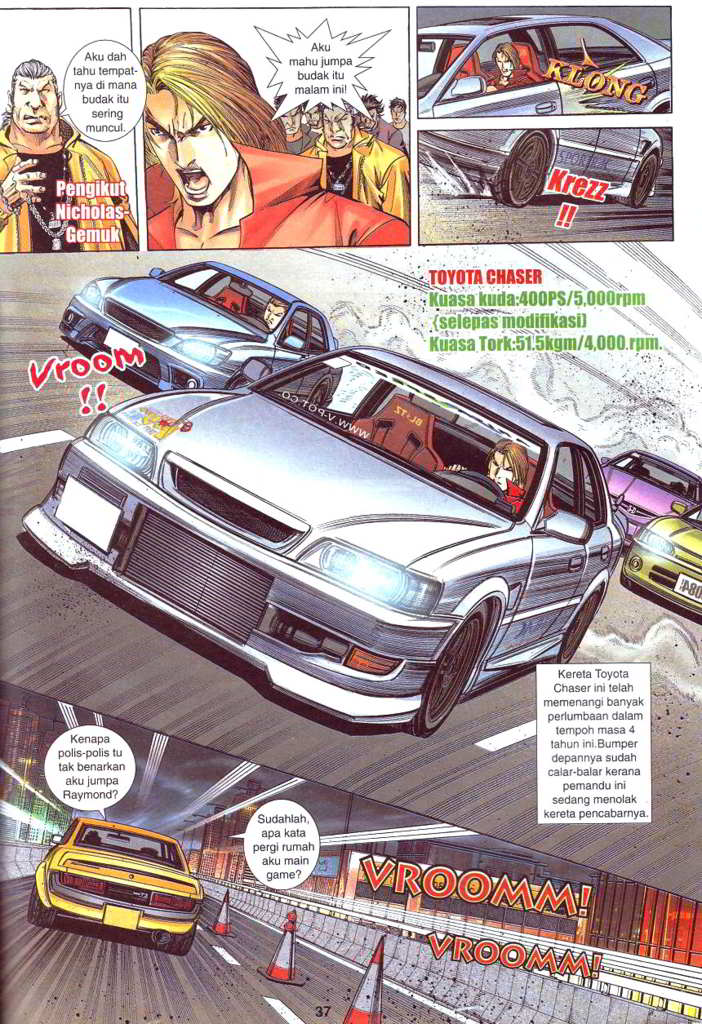 Aku dah
tahu tempat-
nya di mana
budak itu
sering
muncul.
Pengikut
Nicholas-
Gemuk
Aku
mahu jumpa
budak itu
malam ini!
KLONG
Krezz
!!
TOYOTA CHASER
Kuasa kuda:400PS/5,000rpm
(selepas modifikasi)
Kuasa Tork:51.5kgm/4,000.rpm.
Vroom
!!
Kereta Toyota
Chaser ini telah
memenangi banyak
perlumbaan dalam
tempoh masa 4
tahun ini.Bumper
depannya sudah
calar-balar kerana
pemandu ini
sedang menolak
kereta pencabarnya.
Kenapa
polis-polis tu
tak benarkan
aku jumpa
Raymond?
Sudahlah,
apa kata
pergi rumah
aku main
game?
VROOMM!
VROOMM!
37